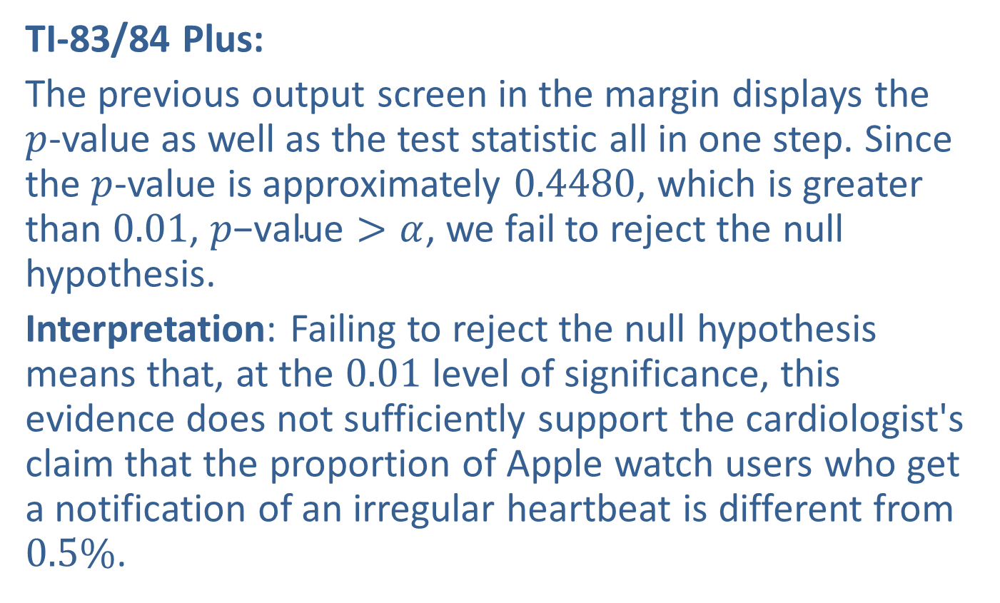 TI-83/84 Plus:
The previous output screen in the margin displays the
p-value as well as the test statistic all in one step. Since
the p-value is approximately 0.4480, which is greater
than 0.01, p−value > α, we fail to reject the null
hypothesis.
Interpretation: Failing to reject the null hypothesis
means that, at the 0.01 level of significance, this
evidence does not sufficiently support the cardiologist's
claim that the proportion of Apple watch users who get
a notification of an irregular heartbeat is different from
0.5%.